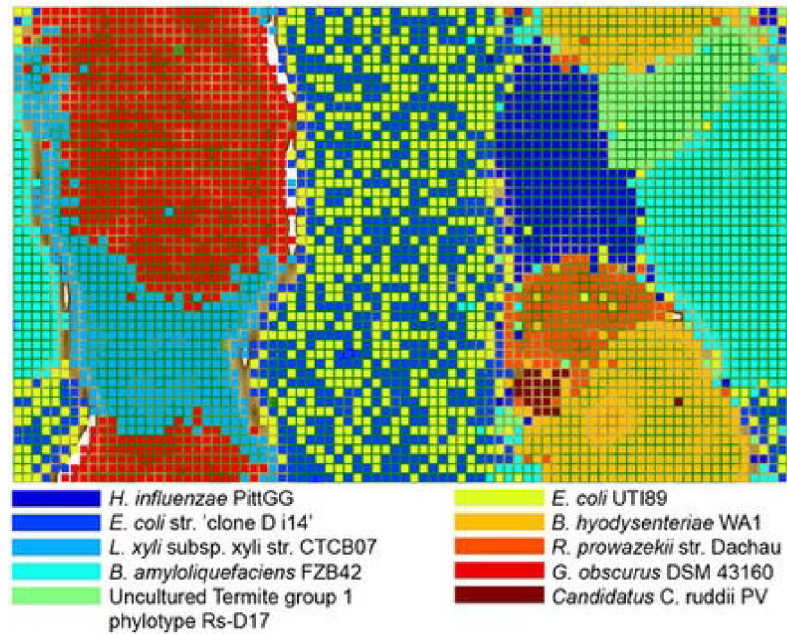 H. influenzae PittGG
E. coli str. 'clone D i14'
L. xyli subsp. xyli str. CTCB07
B. amyloliquefaciens FZB42
Uncultured Termite group 1
phylotype Rs-D17
E. coli UTI89
B. hyodysenteriae WA1
R. prowazekii str. Dachau
G. obscurus DSM 43160
Candidatus C. ruddii PV